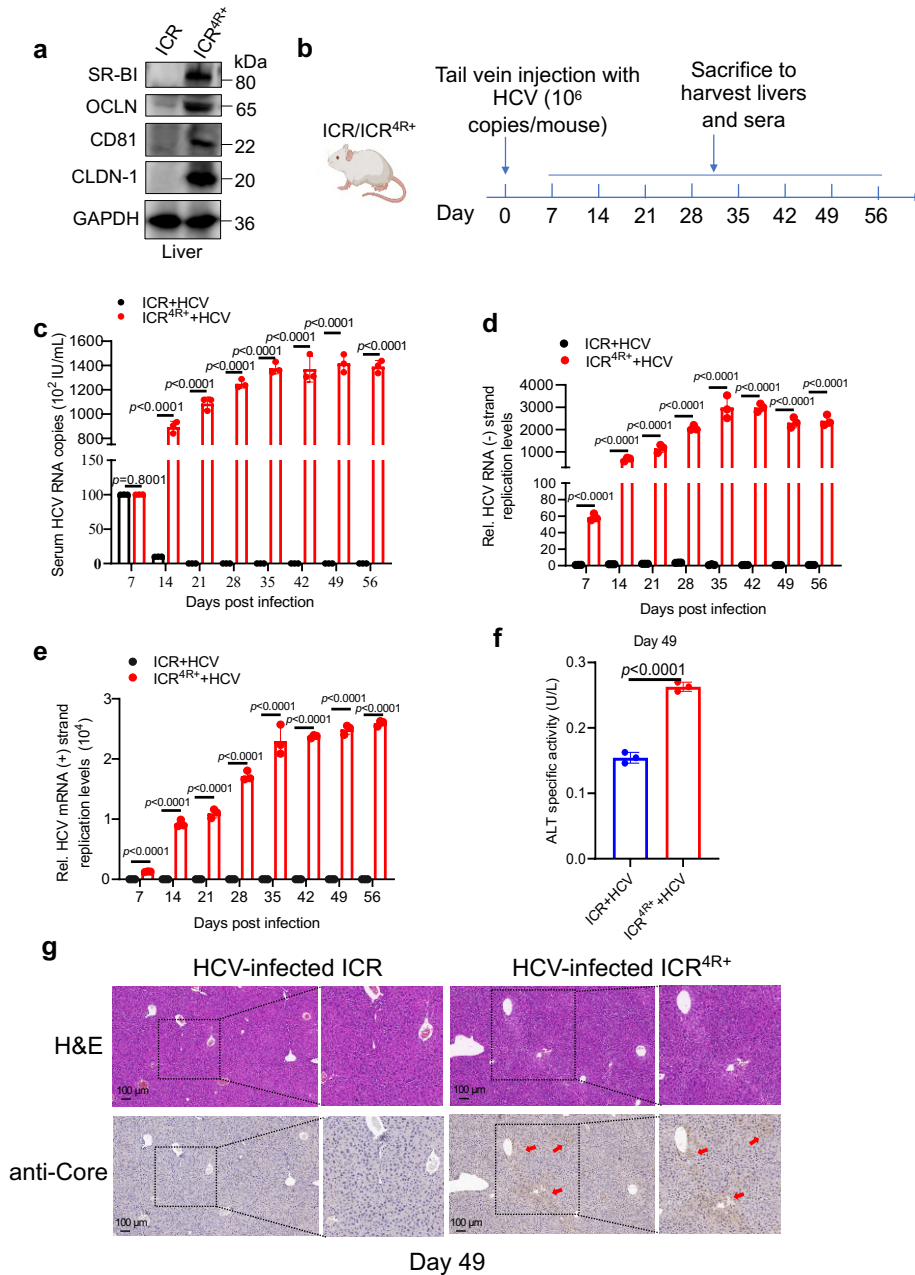 a
ICR
ICR4R+
kDa
SR-BI
80
OCLN
65
CD81
22
CLDN-1
20
GAPDH
36
Liver
b
Tail vein injection with
HCV (10⁶
copies/mouse)
Sacrifice to
harvest livers
and sera
ICR/ICR4R+
Day
0 7 14 21 28 35 42 49 56
c
ICR+HCV
ICR4R++HCV
Serum HCV RNA copies (10² IU/mL)
1600
1400
1200
1000
800
100
50
0
p=0.8001
p<0.0001
p<0.0001
p<0.0001
p<0.0001
p<0.0001
p<0.0001
p<0.0001
7 14 21 28 35 42 49 56
Days post infection
d
ICR+HCV
ICR4R++HCV
Rel. HCV RNA (-) strand
replication levels
4000
3000
2000
1000
80
60
40
20
0
p<0.0001
p<0.0001
p<0.0001
p<0.0001
p<0.0001
p<0.0001
p<0.0001
p<0.0001
7 14 21 28 35 42 49 56
Days post infection
e
ICR+HCV
ICR4R++HCV
Rel. HCV mRNA (+) strand
replication levels (10⁴)
3
2
1
0
p<0.0001
p<0.0001
p<0.0001
p<0.0001
p<0.0001
p<0.0001
p<0.0001
p<0.0001
7 14 21 28 35 42 49 56
Days post infection
f
Day 49
ALT specific activity (U/L)
0.3
0.2
0.1
0.0
p<0.0001
ICR+HCV
ICR4R++HCV
g
HCV-infected ICR
HCV-infected ICR4R+
H&E
100 µm
100 µm
anti-Core
100 µm
100 µm
Day 49